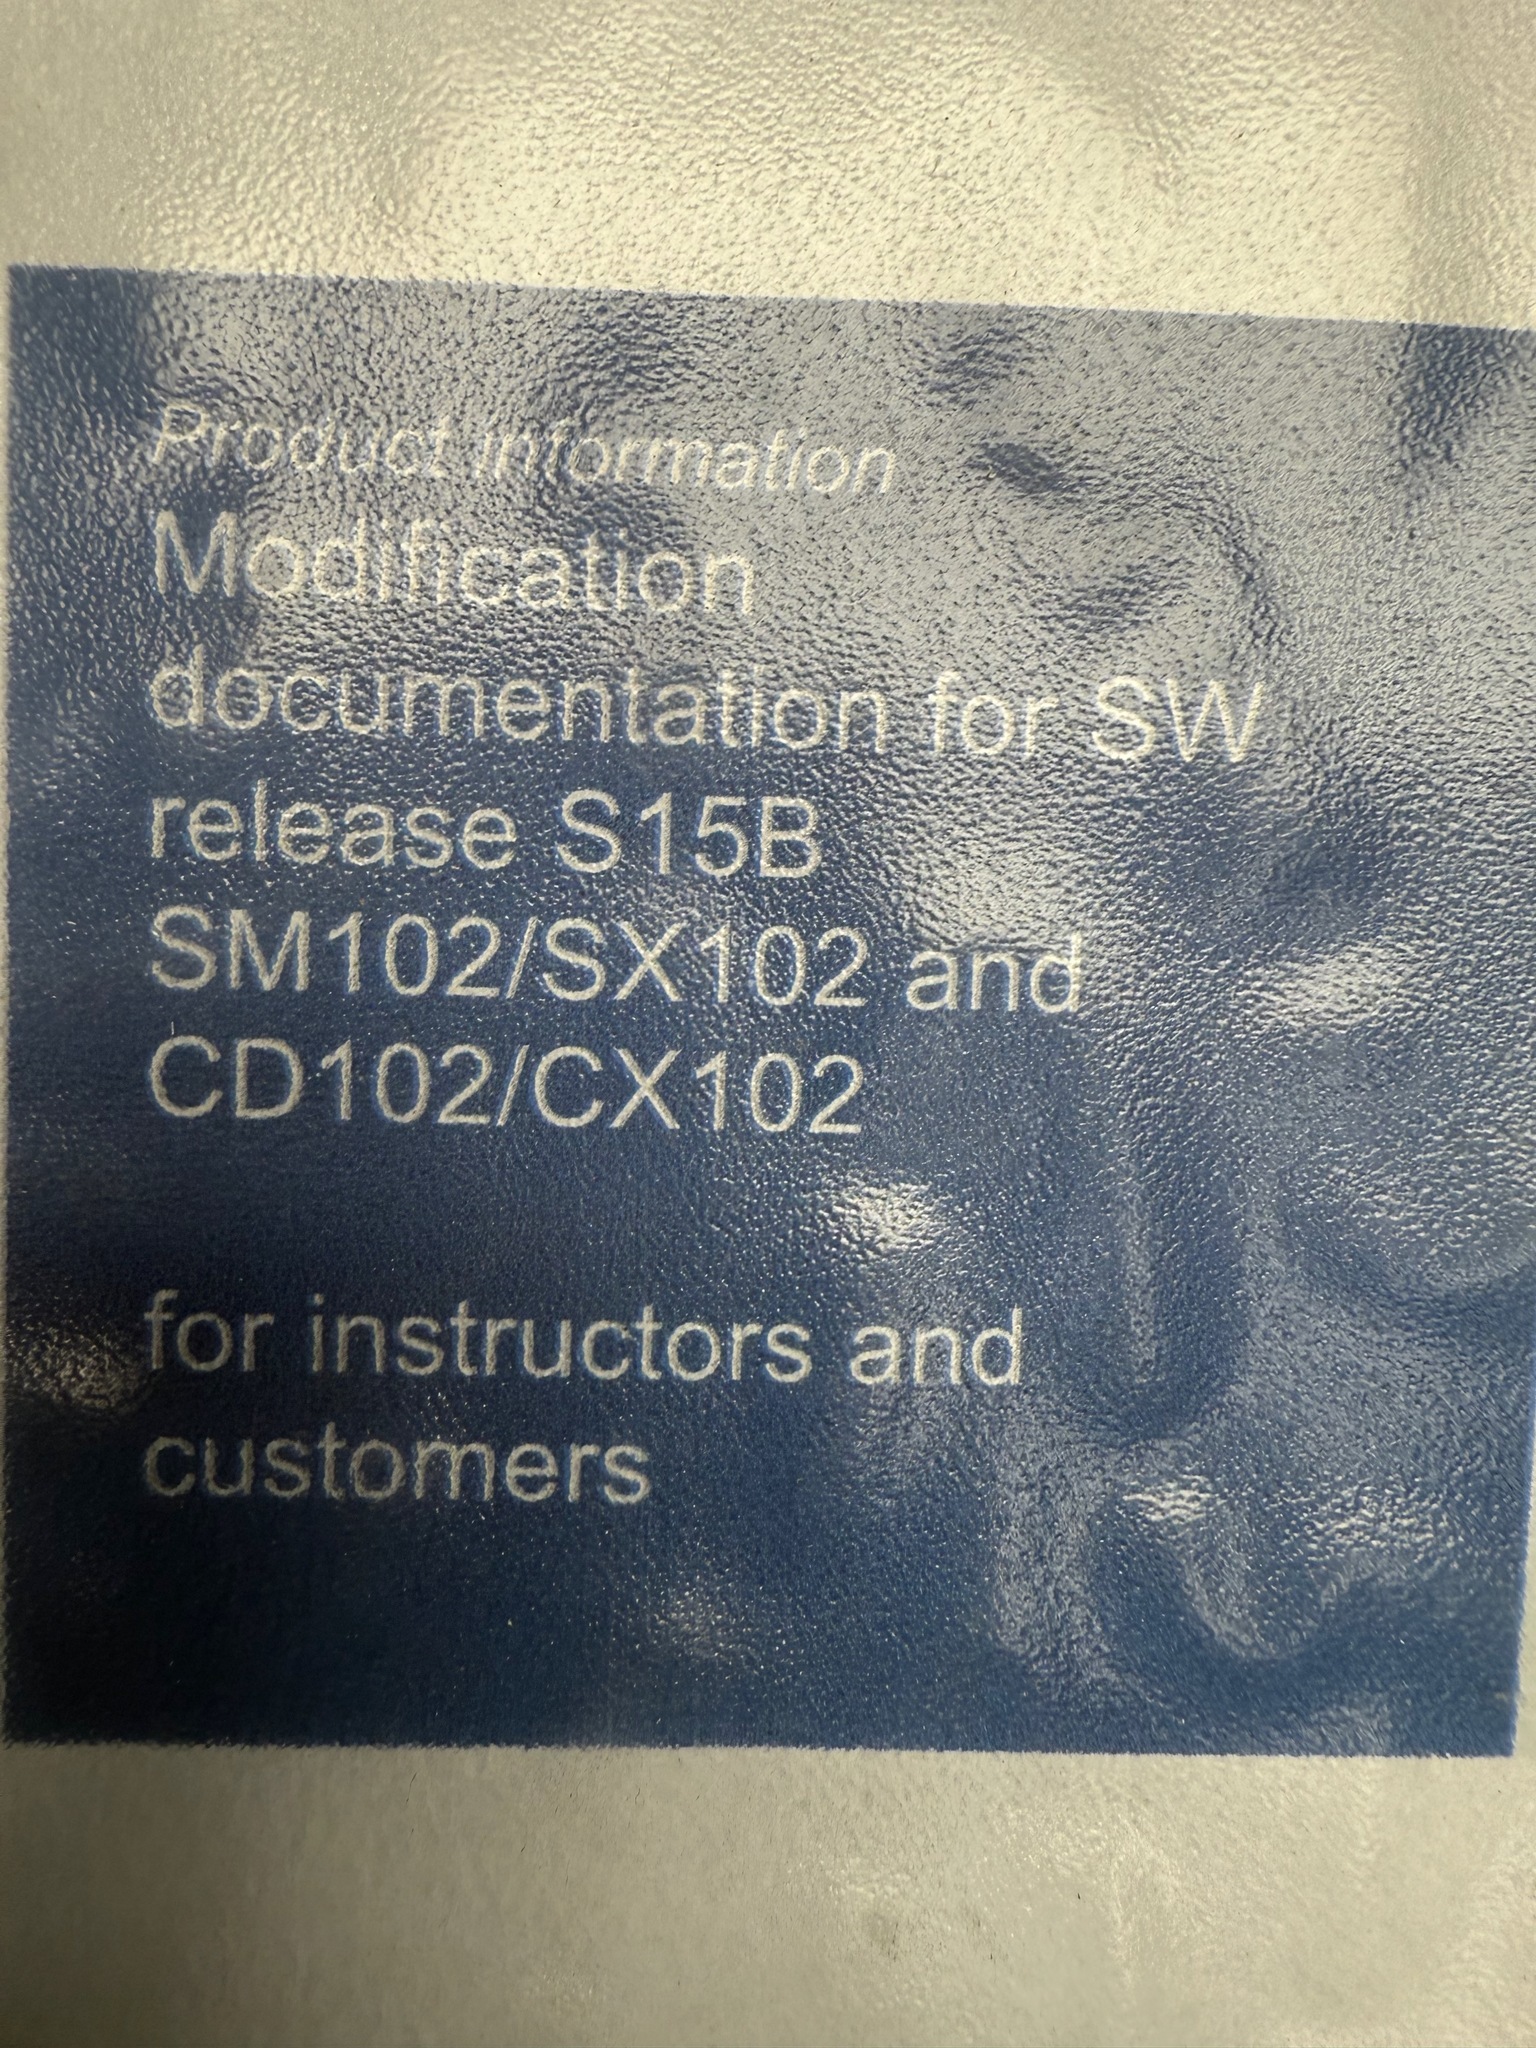 Product information
Modification
documentation for SW
release S15B
SM102/SX102 and
CD102/CX102
for instructors and
customers